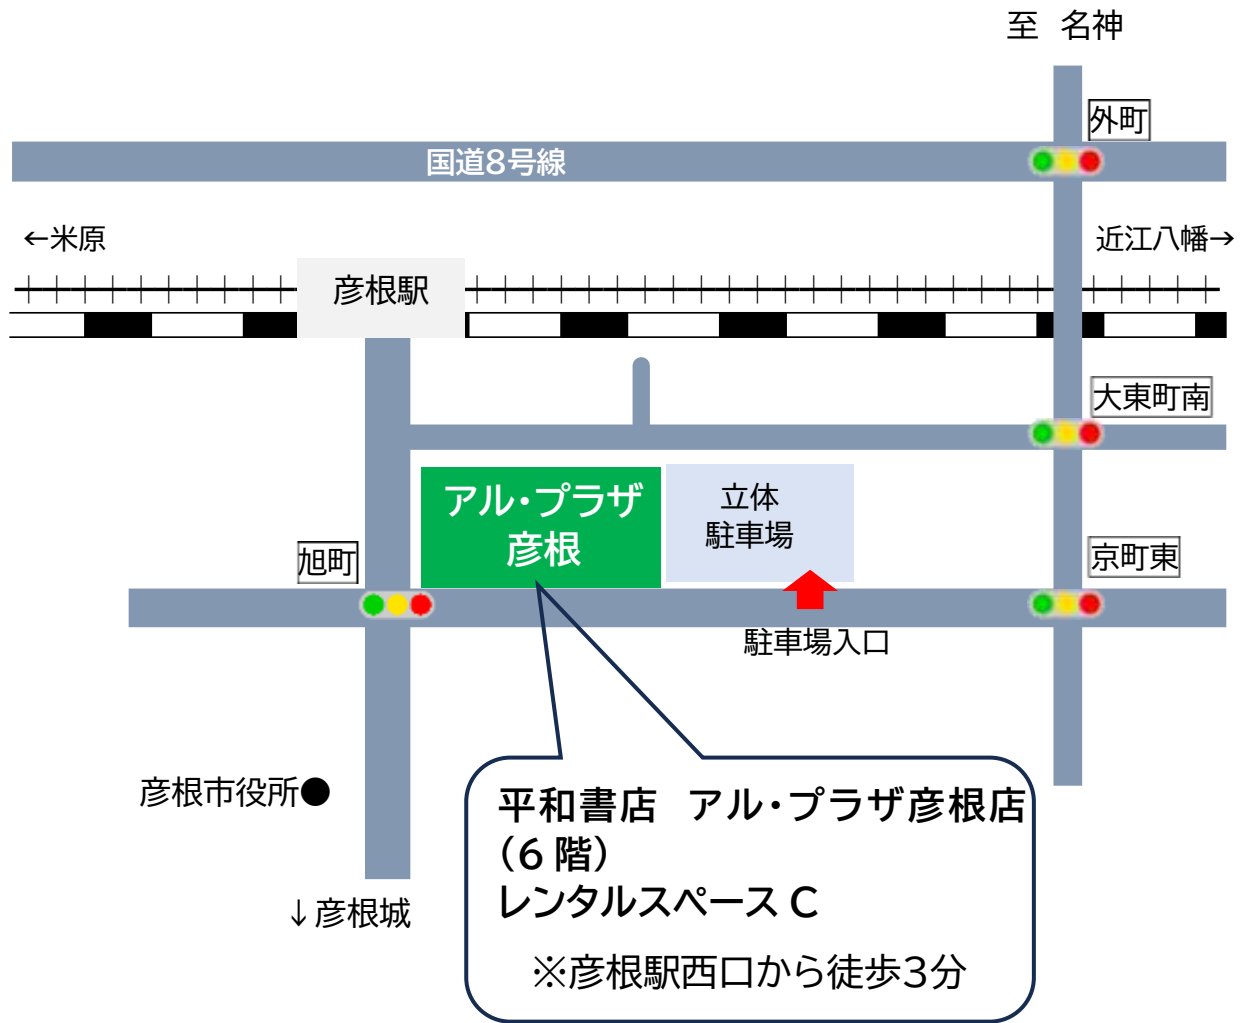 至 名神
外町
国道8号線
←米原
近江八幡→
彦根駅
大東町南
アル・プラザ
彦根
立体
駐車場
旭町
京町東
駐車場入口
彦根市役所●
平和書店 アル・プラザ彦根店
(6階)
レンタルスペース C
※彦根駅西口から徒歩3分
↓彦根城